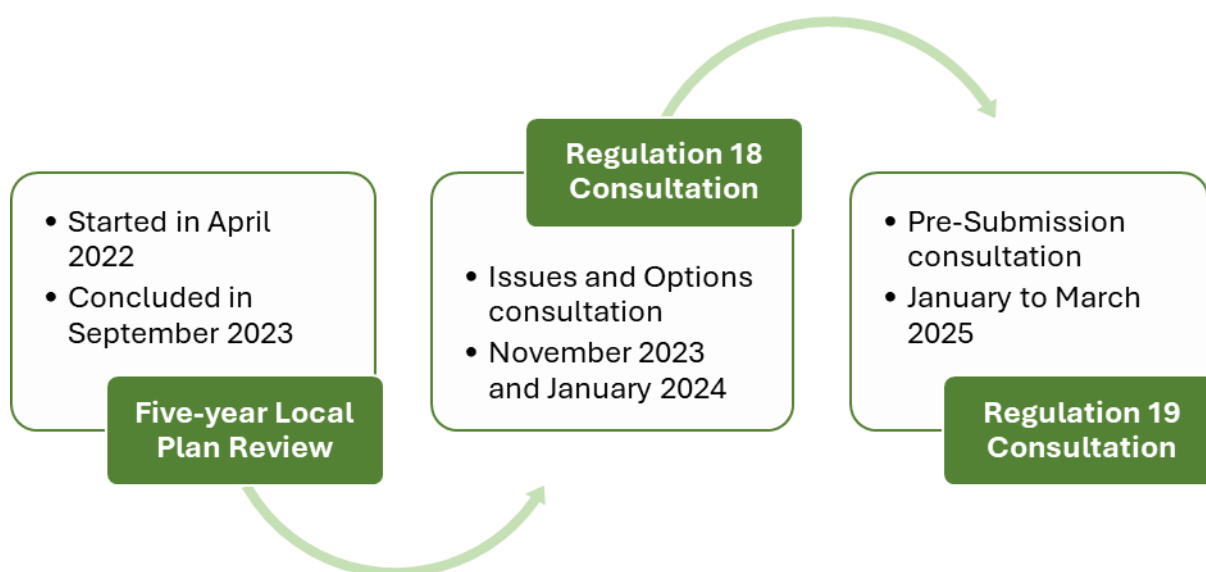 • Started in April
2022
• Concluded in
September 2023
Five-year Local
Plan Review
Regulation 18
Consultation
• Issues and Options
consultation
• November 2023
and January 2024
• Pre-Submission
consultation
• January to March
2025
Regulation 19
Consultation